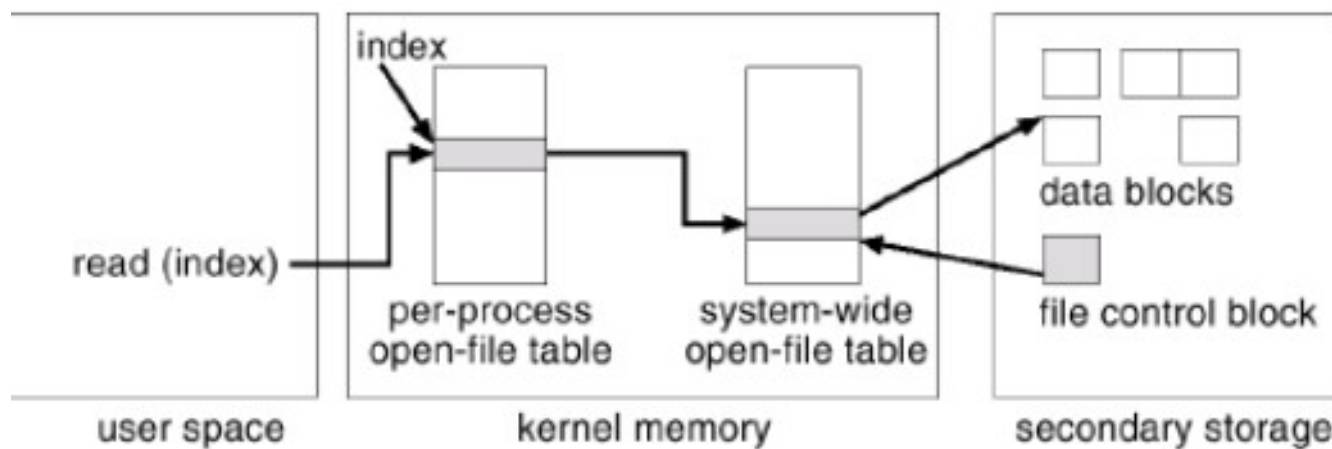 index
read (index)
per-process
open-file table
system-wide
open-file table
data blocks
file control block
user space
kernel memory
secondary storage